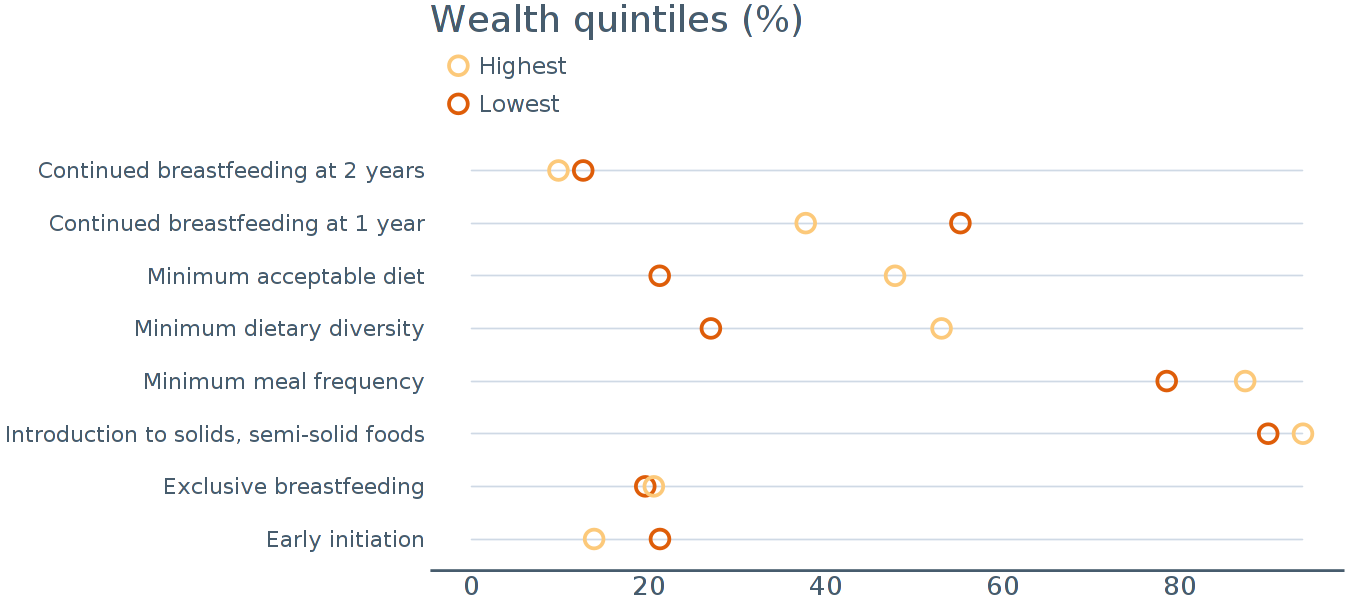 Wealth quintiles (%)
Highest
Lowest
Continued breastfeeding at 2 years
Continued breastfeeding at 1 year
Minimum acceptable diet
Minimum dietary diversity
Minimum meal frequency
Introduction to solids, semi-solid foods
Exclusive breastfeeding
Early initiation
0 20 40 60 80